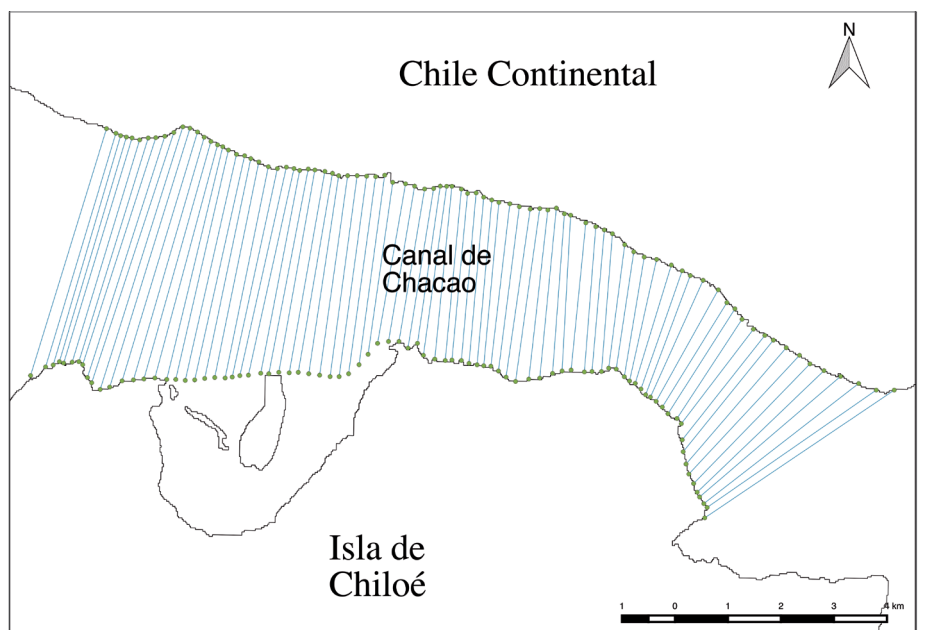 N
Chile Continental
Canal de
Chacao
Isla de
Chiloé
1 0 1 2 3 4 km